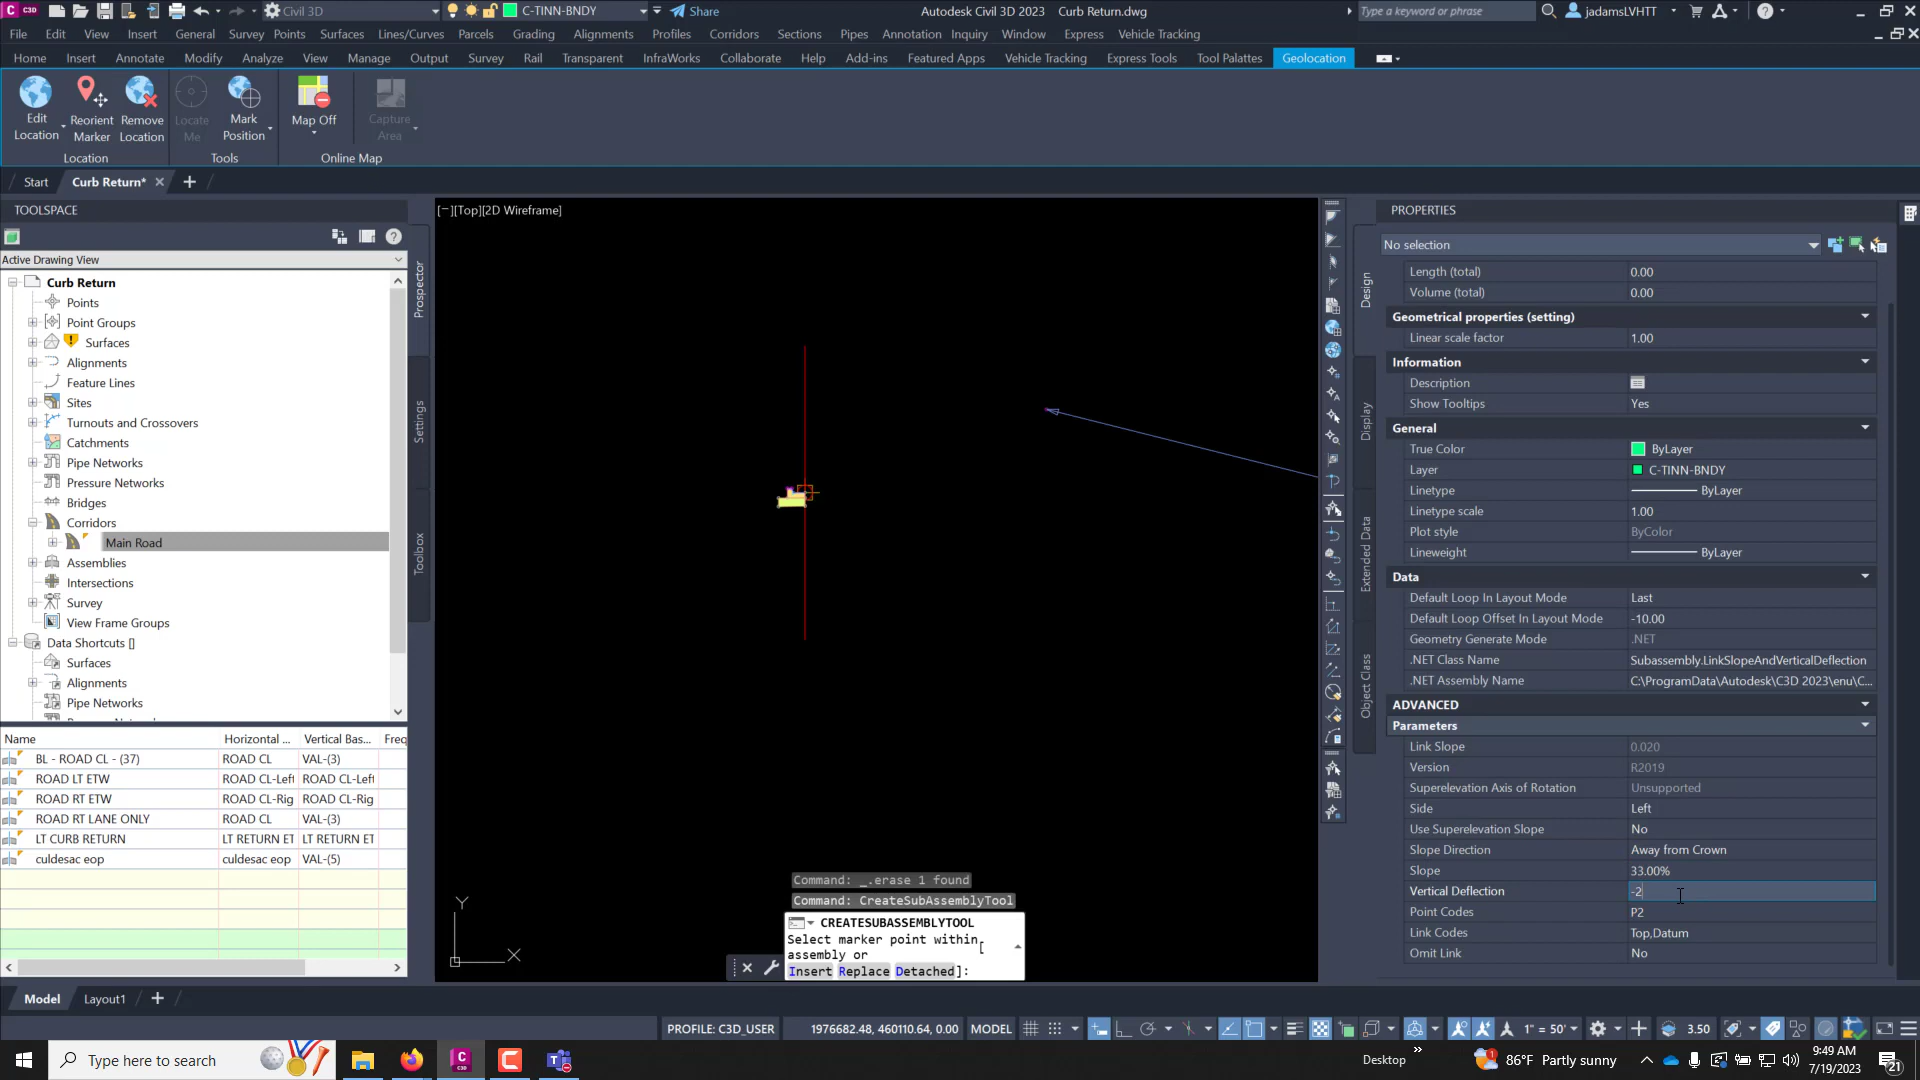 C3D Civil 3D C-TINN-BNDY Share Autodesk Civil 3D 2023 Curb Return.dwg Type a keyword or phrase jadamsLVHTT
File Edit View Insert General Survey Points Surfaces Lines/Curves Parcels Grading Alignments Profiles Corridors Sections Pipes Annotation Inquiry Window Express Vehicle Tracking
Home Insert Annotate Modify Analyze View Manage Output Survey Rail Transparent InfraWorks Collaborate Help Add-ins Featured Apps Vehicle Tracking Express Tools Tool Palettes Geolocation
Edit Location Reorient Marker Remove Location Locate Me Mark Position Map Off Capture Area
Location Tools Online Map
Start Curb Return*
TOOLSPACE
Active Drawing View
Curb Return
Points
Point Groups
Surfaces
Alignments
Feature Lines
Sites
Turnouts and Crossovers
Catchments
Pipe Networks
Pressure Networks
Bridges
Corridors
Main Road
Assemblies
Intersections
Survey
View Frame Groups
Data Shortcuts []
Surfaces
Alignments
Pipe Networks
Prospector
Settings
Toolbox
Name Horizontal ... Vertical Bas... Freq
BL - ROAD CL - (37) ROAD CL VAL-(3)
ROAD LT ETW ROAD CL-Left ROAD CL-Left
ROAD RT ETW ROAD CL-Rig ROAD CL-Rig
ROAD RT LANE ONLY ROAD CL VAL-(3)
LT CURB RETURN LT RETURN ET LT RETURN ET
culdesac eop culdesac eop VAL-(5)
[−][Top][2D Wireframe]
Y
X
Command: _.erase 1 found
Command: CreateSubAssemblyTool
CREATESUBASSEMBLYTOOL
Select marker point within [
assembly or
Insert Replace Detached]:
PROPERTIES
No selection
Design
Display
Extended Data
Object Class
Length (total) 0.00
Volume (total) 0.00
Geometrical properties (setting)
Linear scale factor 1.00
Information
Description
Show Tooltips Yes
General
True Color ByLayer
Layer C-TINN-BNDY
Linetype ByLayer
Linetype scale 1.00
Plot style ByColor
Lineweight ByLayer
Data
Default Loop In Layout Mode Last
Default Loop Offset In Layout Mode -10.00
Geometry Generate Mode .NET
.NET Class Name Subassembly.LinkSlopeAndVerticalDeflection
.NET Assembly Name C:\ProgramData\Autodesk\C3D 2023\enu\C...
ADVANCED
Parameters
Link Slope 0.020
Version R2019
Superelevation Axis of Rotation Unsupported
Side Left
Use Superelevation Slope No
Slope Direction Away from Crown
Slope 33.00%
Vertical Deflection -2
Point Codes P2
Link Codes Top,Datum
Omit Link No
Model Layout1
PROFILE: C3D_USER 1976682.48, 460110.64, 0.00 MODEL 1" = 50' 3.50
Type here to search Desktop 86°F Partly sunny 9:49 AM
7/19/2023
21